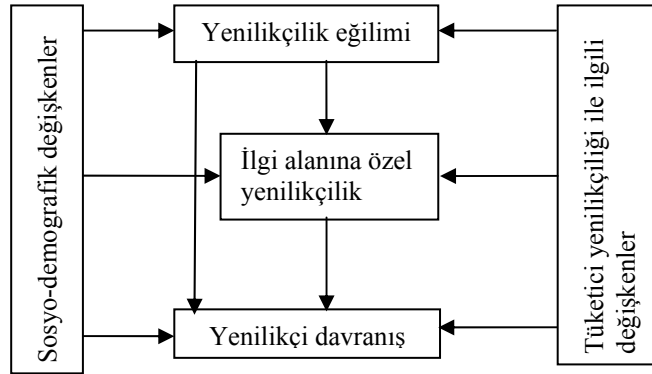 Sosyo-demografik değişkenler
Yenilikçilik eğilimi
İlgi alanına özel
yenilikçilik
Yenilikçi davranış
Tüketici yenilikçiliği ile ilgili
değişkenler